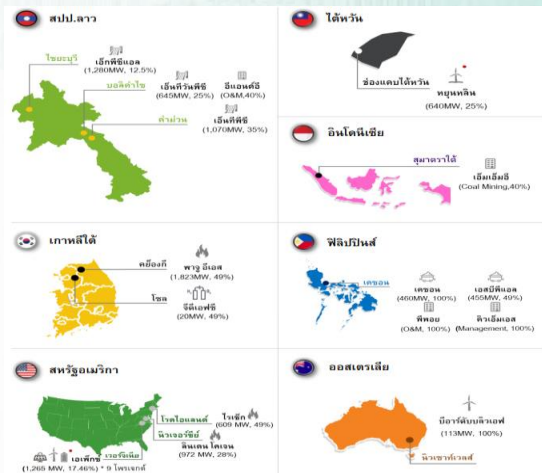 สปป.ลาว
ไซยะบุรี
เอ็กพีซีแอล
(1,280MW, 12.5%)
บอลิคำไซ
เอ็นทีวันพีซี
(645MW, 25%)
อีแอนด์อี
(O&M,40%)
คำม่วน
เอ็นทีพีซี
(1,070MW, 35%)
ไต้หวัน
ช่องแคบไต้หวัน
หยุนหลิน
(640MW, 25%)
อินโดนีเซีย
สุมาตราใต้
เอ็มเอ็มอี
(Coal Mining,40%)
เกาหลีใต้
คย็องกี
พาจู อีเอส
(1,823MW, 49%)
โซล
จีดีเอฟซี
(20MW, 49%)
ฟิลิปปินส์
เคซอน
เคซอน
(460MW, 100%)
เอสบีพีแอล
(455MW, 49%)
พีพอย
(O&M, 100%)
คิวเอ็มเอส
(Management, 100%)
สหรัฐอเมริกา
โรดไอแลนด์
ไรเซ็ก
(609 MW, 49%)
นิวเจอร์ซีย์
ลินเดน โคเจน
(972 MW, 28%)
เวอร์จิเนีย
เอเพ็กซ์
(1,265 MW, 17.46%) * 9 โพรเจกต์
ออสเตรเลีย
บีอาร์ดับบลิวเอฟ
(113MW, 100%)
นิวเซาท์เวลส์